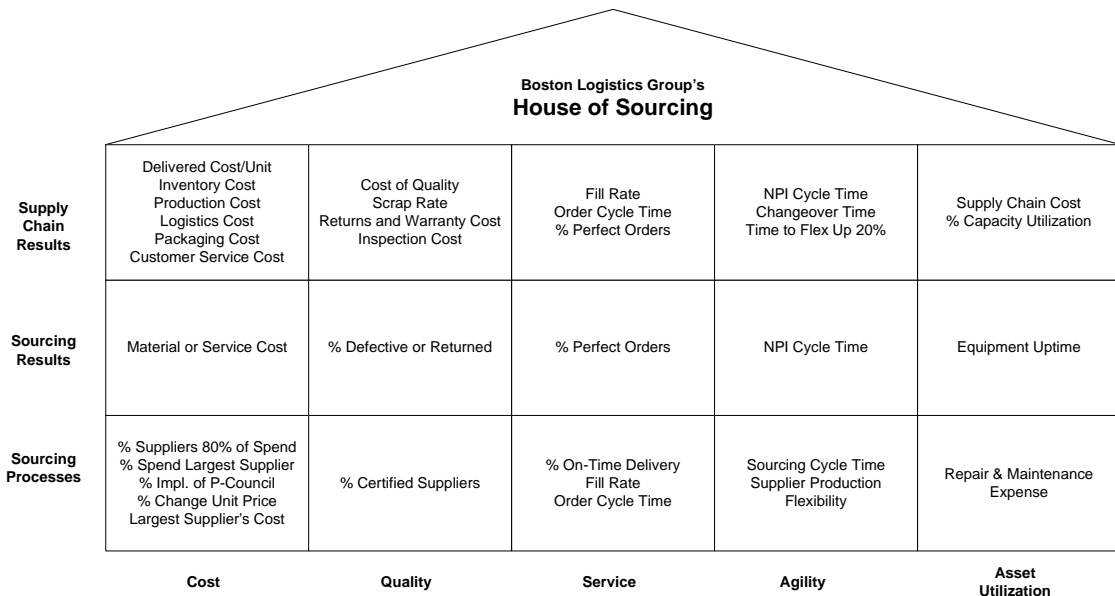 Boston Logistics Group's
House of Sourcing
Supply
Chain
Results
Delivered Cost/Unit
Inventory Cost
Production Cost
Logistics Cost
Packaging Cost
Customer Service Cost
Cost of Quality
Scrap Rate
Returns and Warranty Cost
Inspection Cost
Fill Rate
Order Cycle Time
% Perfect Orders
NPI Cycle Time
Changeover Time
Time to Flex Up 20%
Supply Chain Cost
% Capacity Utilization
Sourcing
Results
Material or Service Cost
% Defective or Returned
% Perfect Orders
NPI Cycle Time
Equipment Uptime
Sourcing
Processes
% Suppliers 80% of Spend
% Spend Largest Supplier
% Impl. of P-Council
% Change Unit Price
Largest Supplier's Cost
% Certified Suppliers
% On-Time Delivery
Fill Rate
Order Cycle Time
Sourcing Cycle Time
Supplier Production
Flexibility
Repair & Maintenance
Expense
Cost
Quality
Service
Agility
Asset
Utilization